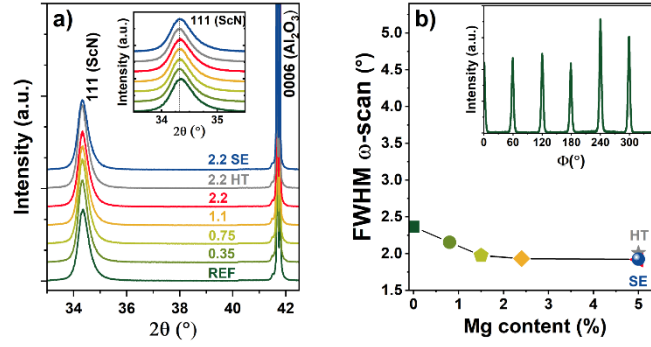 a)
111 (ScN)
Intensity (a.u.)
34
35
2θ (°)
111 (ScN)
0006 (Al₂O₃)
Intensity (a.u.)
2.2 SE
2.2 HT
2.2
1.1
0.75
0.35
REF
34
36
38
40
42
2θ (°)
b)
FWHM ω-scan (°)
5.0
4.5
4.0
3.5
3.0
2.5
2.0
1.5
Intensity (a.u.)
0
60
120
180
240
300
Φ(°)
HT
SE
0
1
2
3
4
5
Mg content (%)